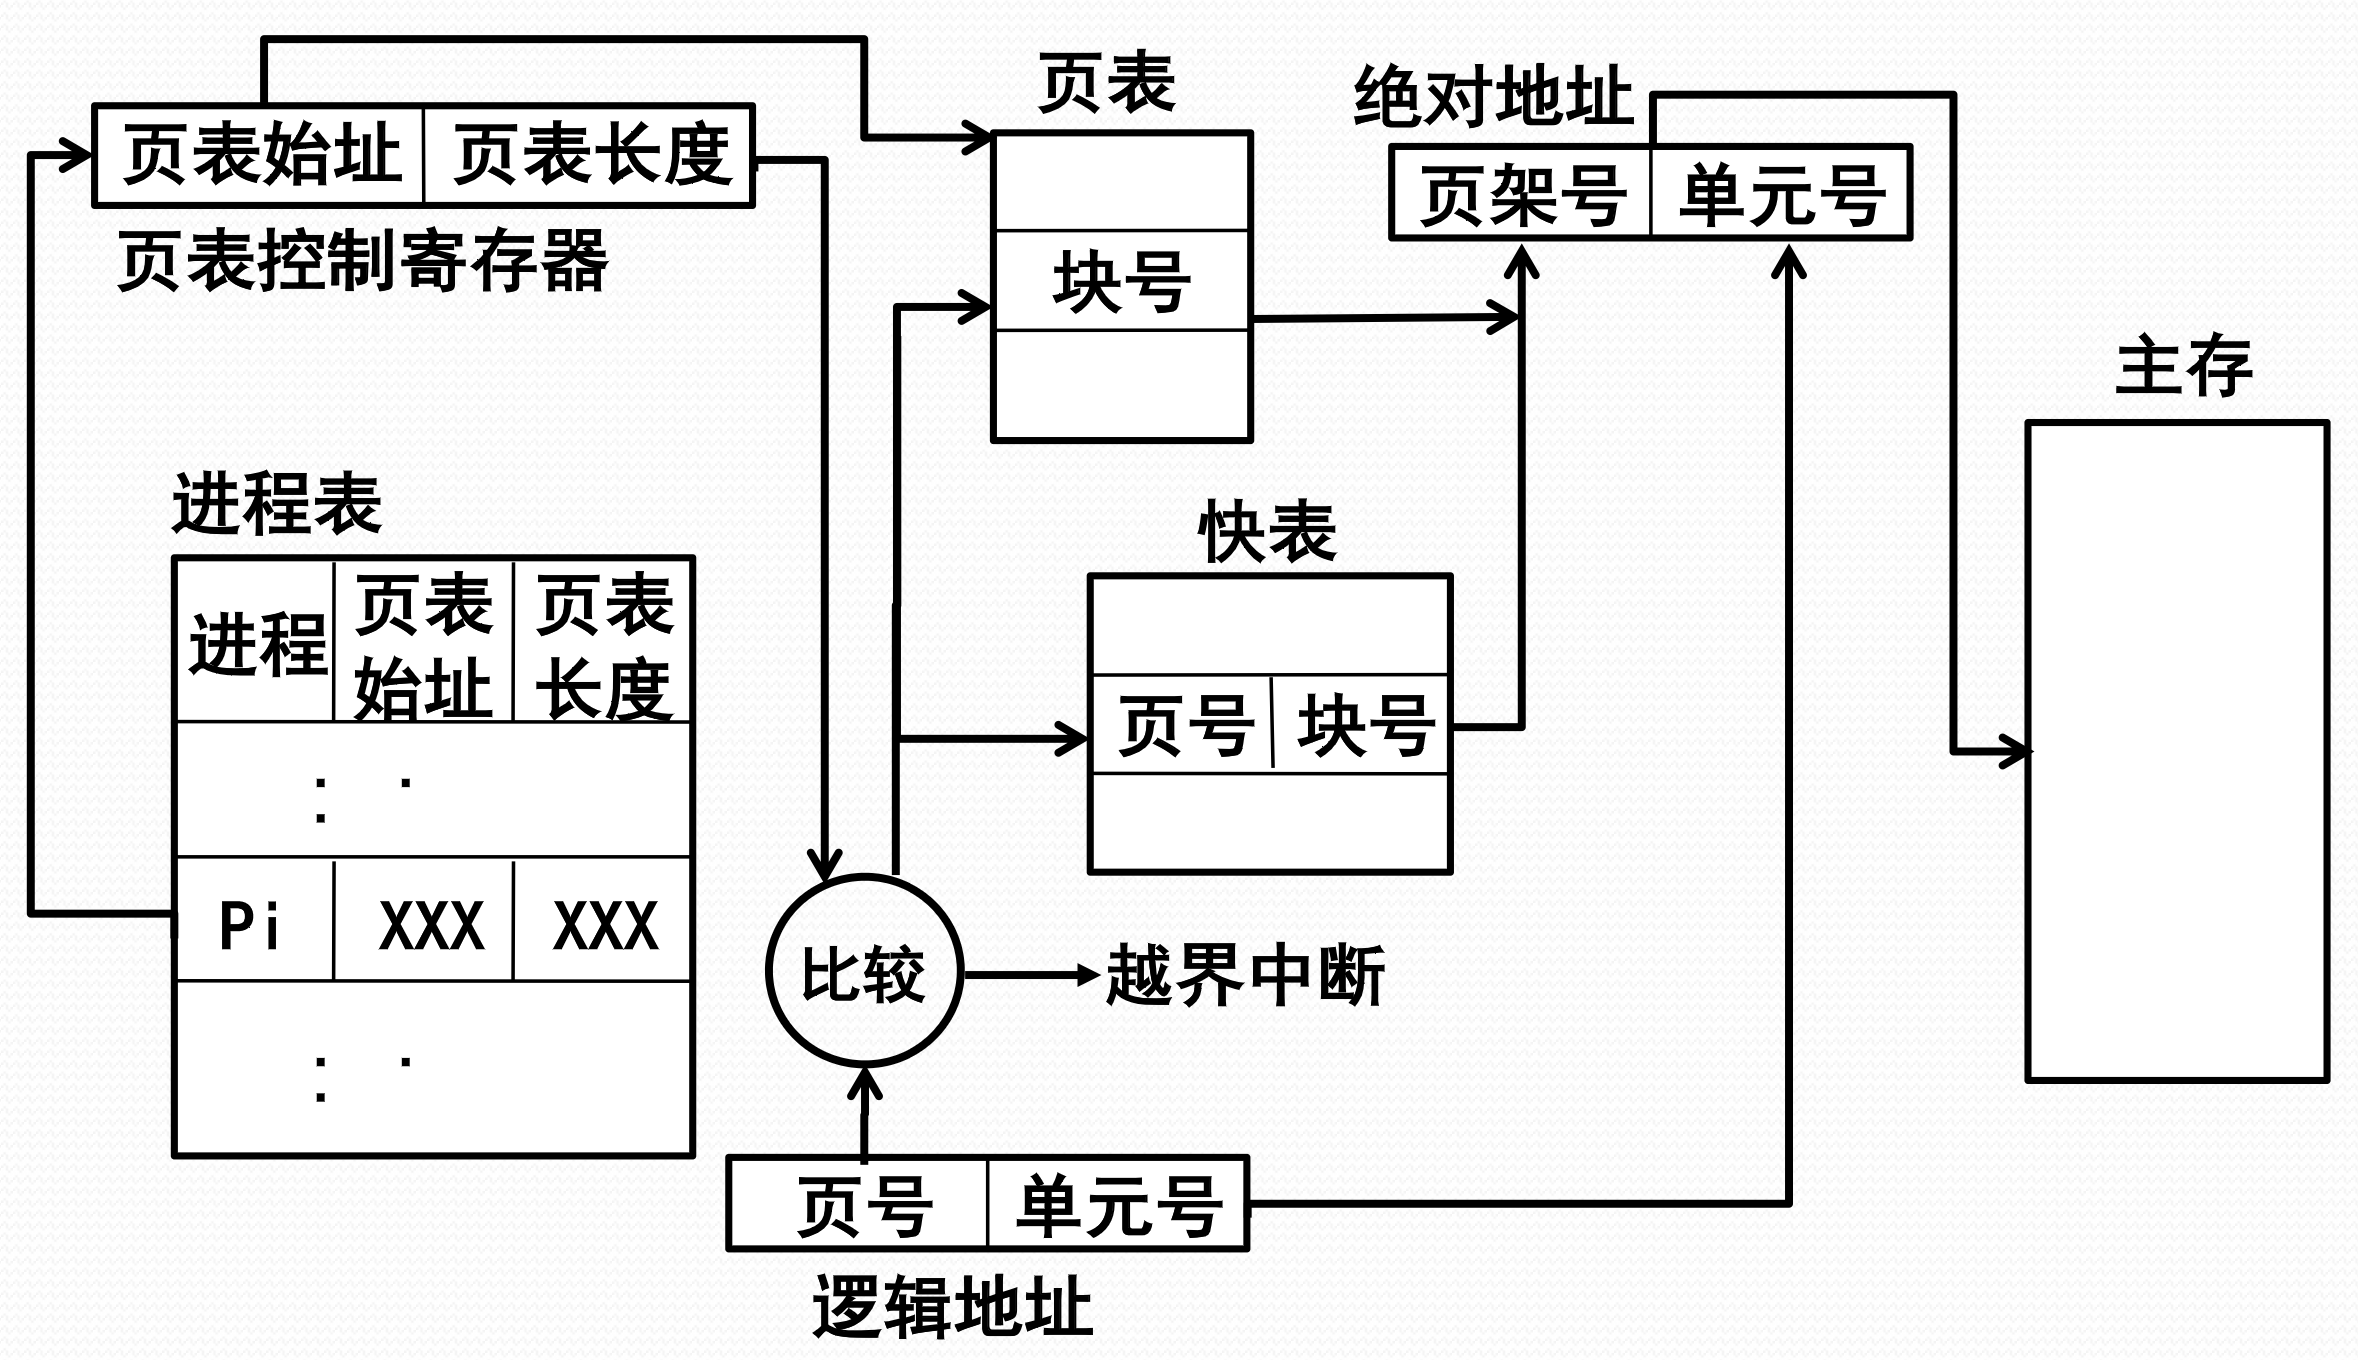 页表
绝对地址
页表始址 页表长度
页架号 单元号
页表控制寄存器
块号
主存
进程表
快表
进程 页表始址 页表长度
页号 块号
: .
:
Pi XXX XXX
比较
越界中断
: .
:
页号 单元号
逻辑地址